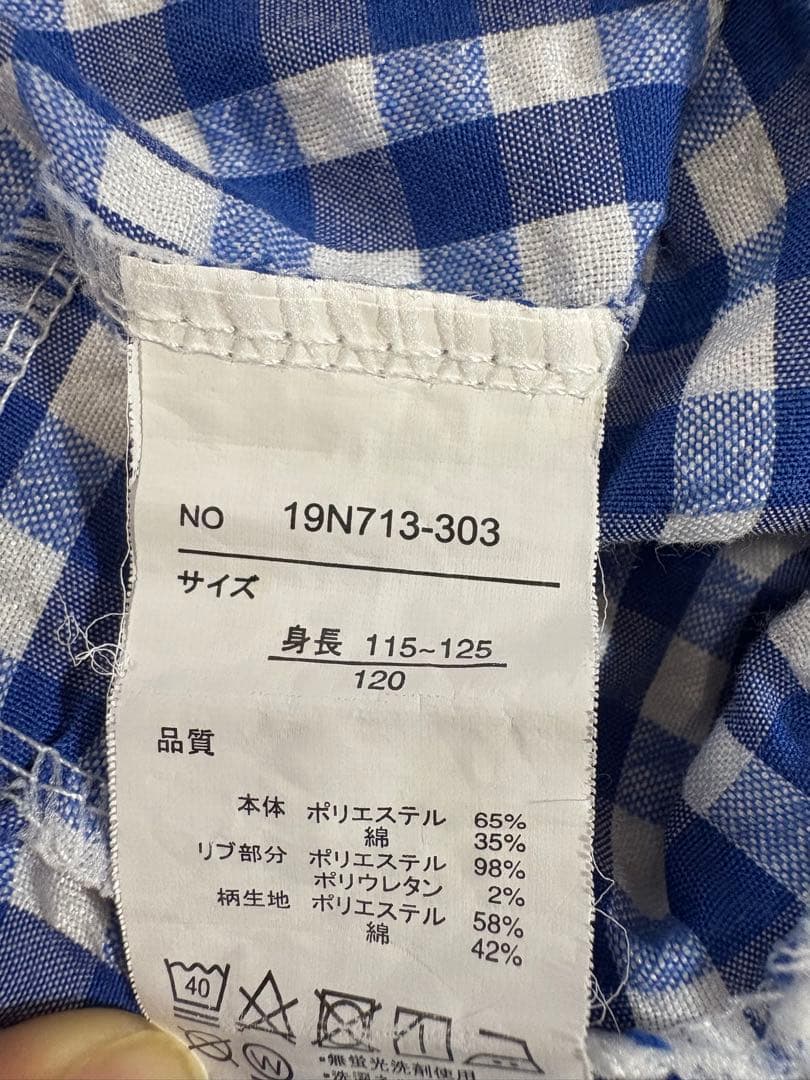 NO 19N713-303
サイズ
身長 115~125
120
品質
本体 ポリエステル 65%
綿 35%
リブ部分 ポリエステル 98%
ポリウレタン 2%
柄生地 ポリエステル 58%
綿 42%
40
W
・無蛍光洗剤使用